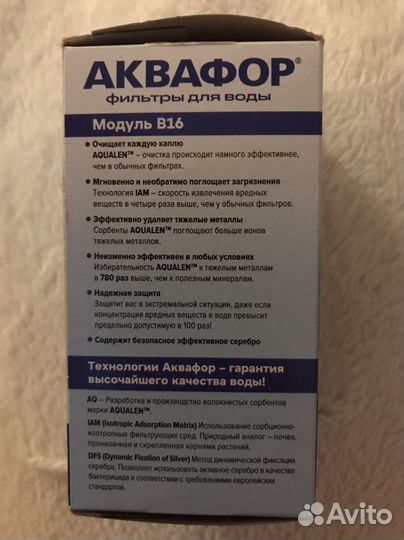 АКВАФОР®
фильтры для воды
Модуль В16
• Очищает каждую каплю
AQUALEN™ – очистка происходит намного эффективнее,
чем в обычных фильтрах.
• Мгновенно и необратимо поглощает загрязнения
Технология IAM – скорость извлечения вредных
веществ в четыре раза выше, чем у обычных фильтров.
• Эффективно удаляет тяжелые металлы
Сорбенты AQUALEN™ поглощают больше ионов
тяжелых металлов.
• Неизменно эффективен в любых условиях
Избирательность AQUALEN™ к тяжелым металлам
в 780 раз выше, чем к полезным минералам.
• Надежная защита
Защитит вас в экстремальной ситуации, даже если
концентрация вредных веществ в воде превысит
предельно допустимую в 100 раз!
• Содержит безопасное эффективное серебро
Технологии Аквафор – гарантия
высочайшего качества воды!
AQ – Разработка и производство волокнистых сорбентов
марки AQUALEN™.
IAM (Isotropic Adsorption Matrix) Использование сорбционно-
изотропных фильтрующих сред. Природный аналог – почва,
пронизанная и скрепленная корнями растений.
DFS (Dynamic Fixation of Silver) Метод динамической фиксации
серебра. Позволяет использовать активное серебро в качестве
бактерицида в соответствии с требованиями европейских
стандартов.
Avito